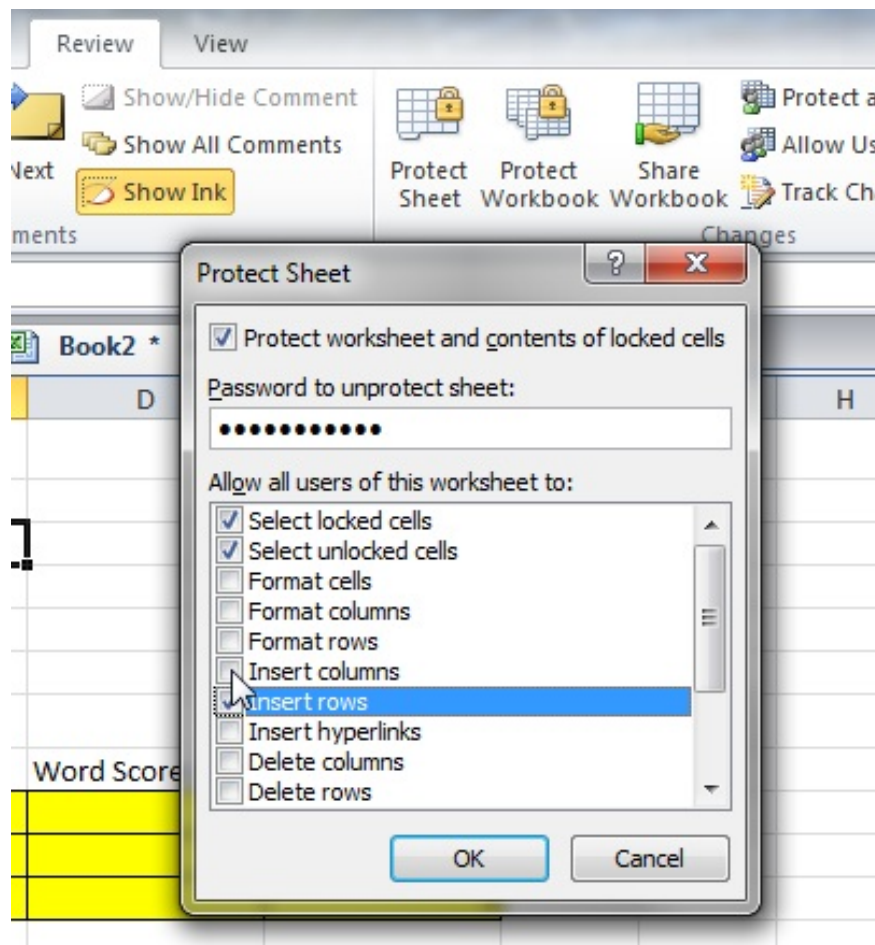 Review View
Show/Hide Comment
Show All Comments
Next
Show Ink
Protect Sheet
Protect Workbook
Share Workbook
Protect a
Allow Us
Track Cha
ments
Changes
Protect Sheet
Book2 *
D
H
Protect worksheet and contents of locked cells
Password to unprotect sheet:
•••••••••••
Allow all users of this worksheet to:
Select locked cells
Select unlocked cells
Format cells
Format columns
Format rows
Insert columns
Insert rows
Insert hyperlinks
Delete columns
Delete rows
Word Score
OK
Cancel